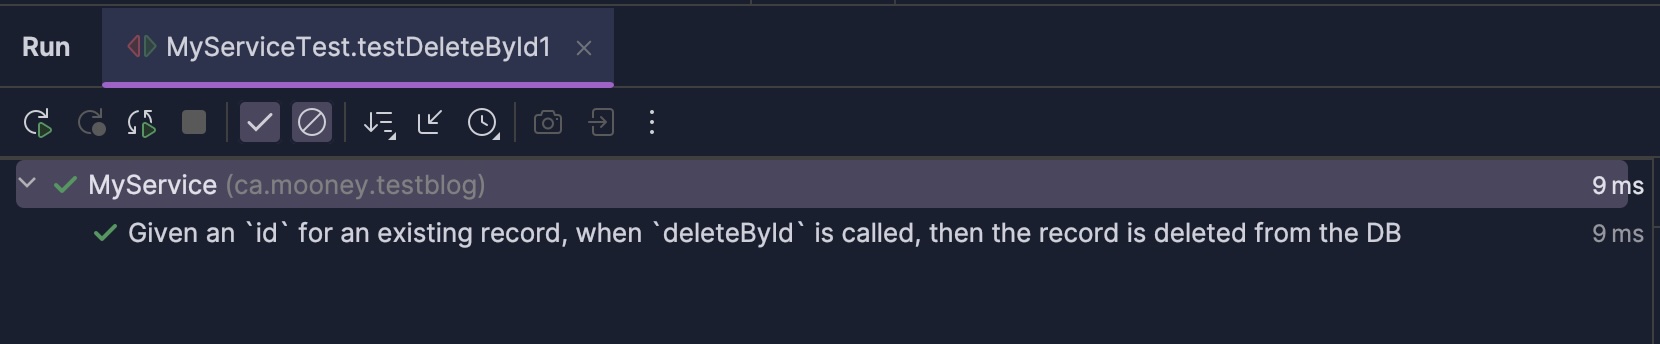 Run MyServiceTest.testDeleteById1
MyService (ca.mooney.testblog) 9 ms
Given an `id` for an existing record, when `deleteById` is called, then the record is deleted from the DB 9 ms